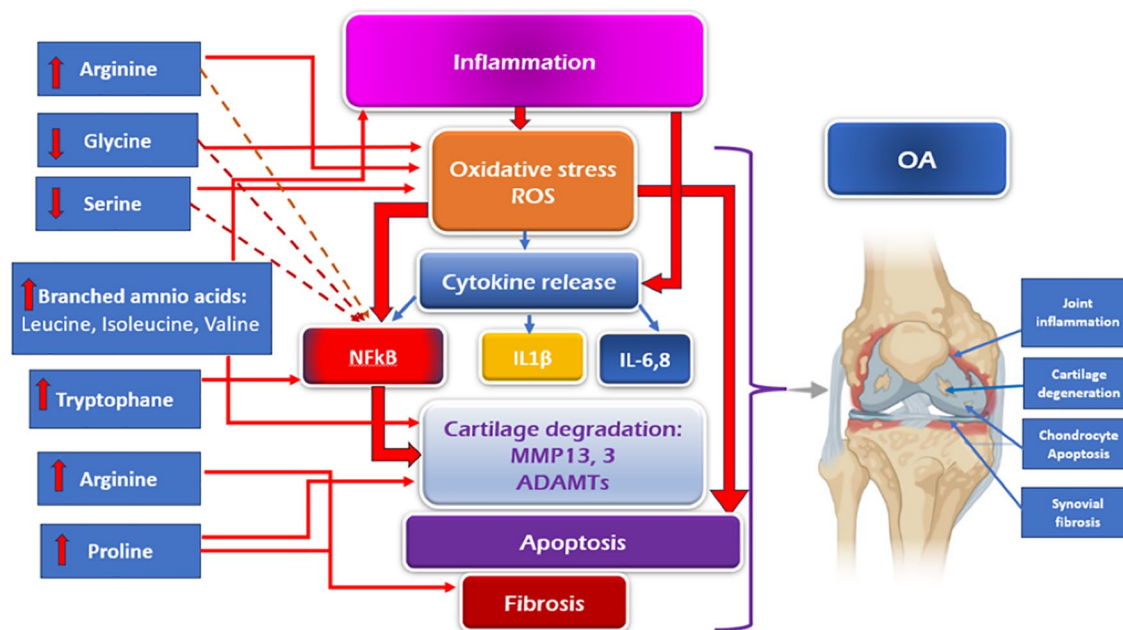 Arginine
Glycine
Serine
Branched amnio acids:
Leucine, Isoleucine, Valine
Tryptophane
Arginine
Proline
Inflammation
Oxidative stress
ROS
Cytokine release
NFkB
IL1β
IL-6,8
Cartilage degradation:
MMP13, 3
ADAMTs
Apoptosis
Fibrosis
OA
Joint
inflammation
Cartilage
degeneration
Chondrocyte
Apoptosis
Synovial
fibrosis